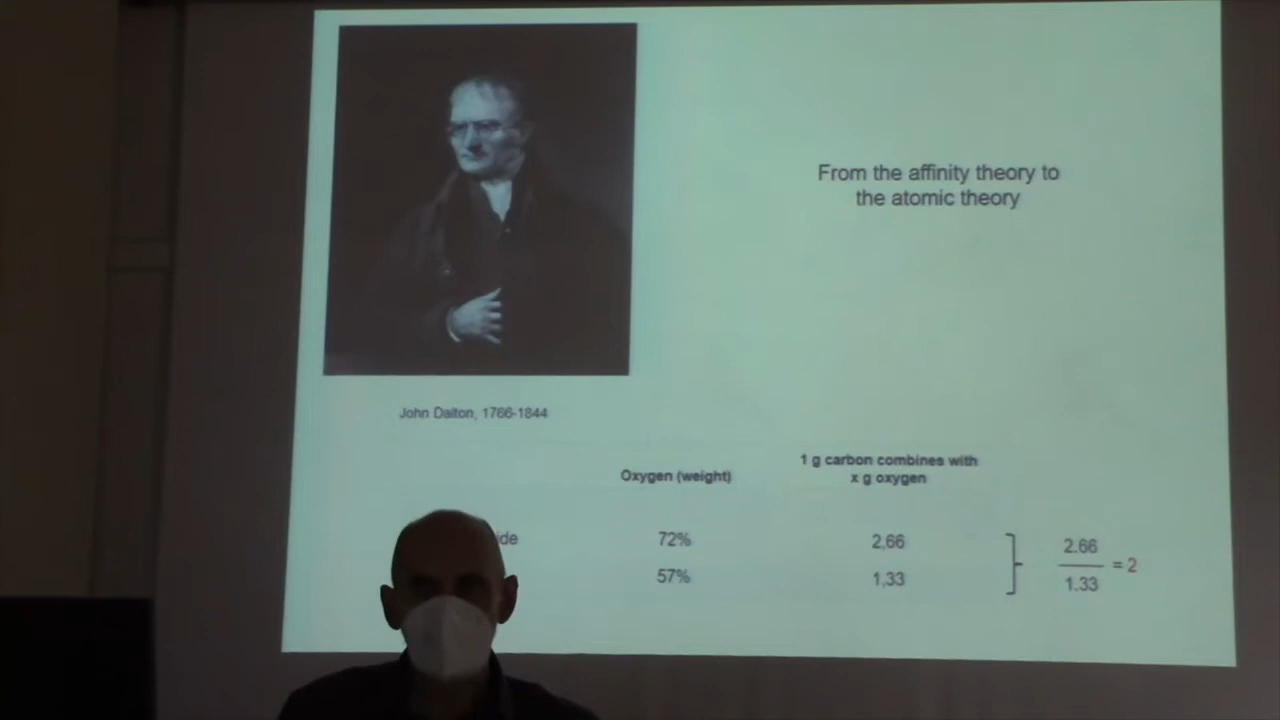 From the affinity theory to
the atomic theory
John Dalton, 1766-1844
1 g carbon combines with
x g oxygen
Oxygen (weight)
72%
2,66
57%
1,33
2.66
1.33
= 2